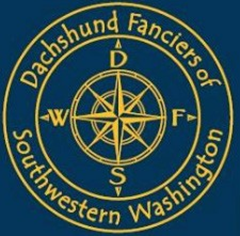 Dachshund Fanciers of
D
W F
S
Southwestern Washington